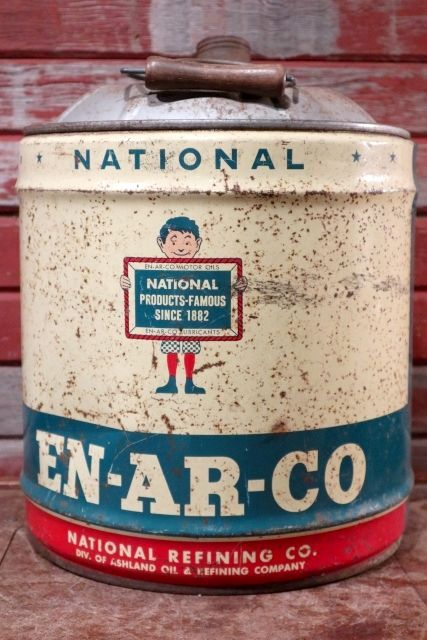 NATIONAL
EN-AR-CO MOTOR OILS
NATIONAL
PRODUCTS-FAMOUS
SINCE 1882
EN-AR-CO LUBRICANTS
EN-AR-CO
NATIONAL REFINING CO.
DIV. OF ASHLAND OIL & REFINING COMPANY